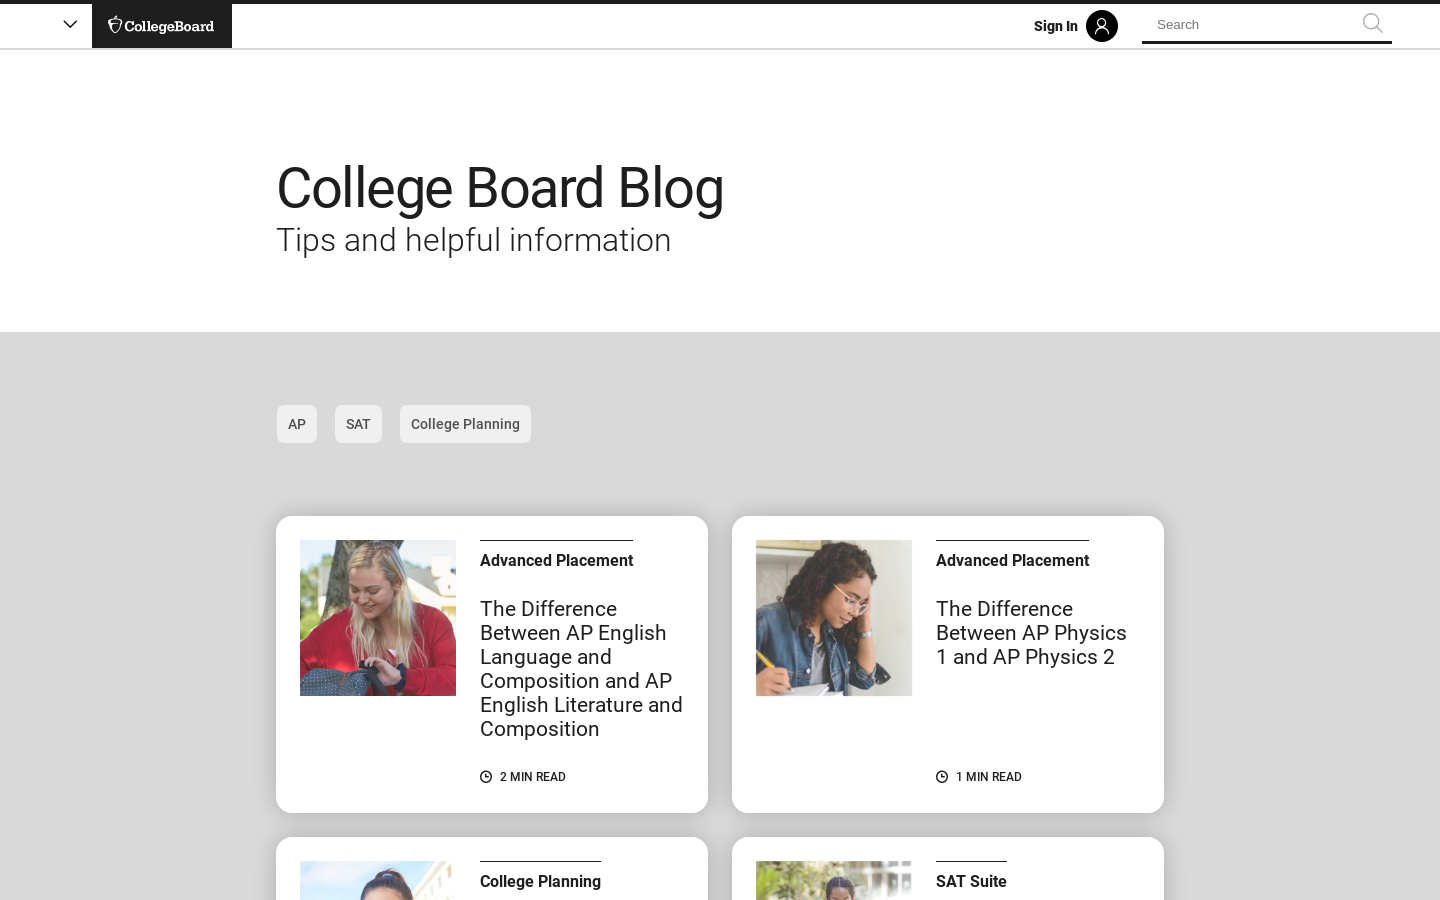 CollegeBoard
Sign In
Search
College Board Blog
Tips and helpful information
AP
SAT
College Planning
Advanced Placement
The Difference
Between AP English
Language and
Composition and AP
English Literature and
Composition
2 MIN READ
Advanced Placement
The Difference
Between AP Physics
1 and AP Physics 2
1 MIN READ
College Planning
SAT Suite